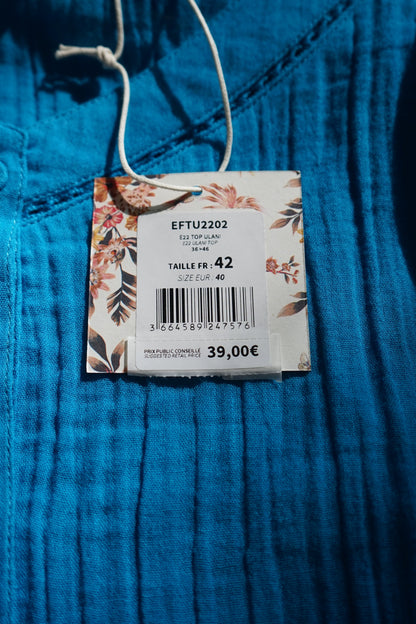 EFTU2202
E22 TOP ULANI
E22 ULANI TOP
36>46
TAILLE FR : 42
SIZE EUR : 40
3 664589 247576
PRIX PUBLIC CONSEILLE 39,00€
SUGGESTED RETAIL PRICE